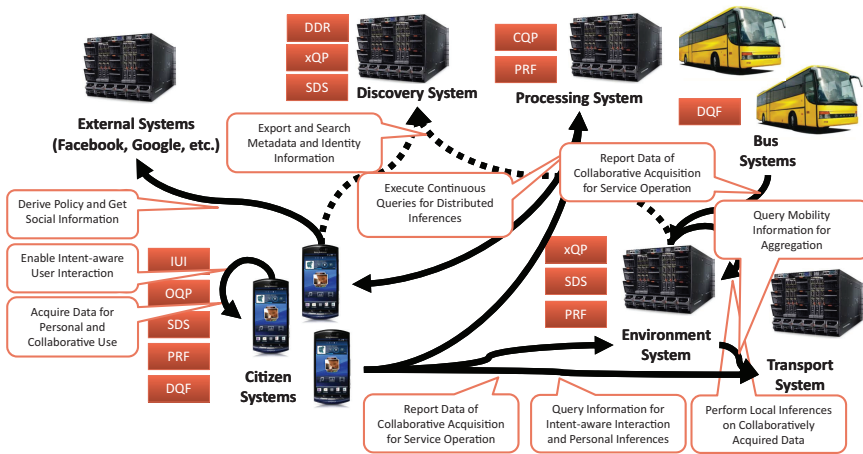 DDR
xQP
SDS
Discovery System
CQP
PRF
Processing System
DQF
Bus
Systems
External Systems
(Facebook, Google, etc.)
Export and Search
Metadata and Identity
Information
Execute Continuous
Queries for Distributed
Inferences
Report Data of
Collaborative Acquisition
for Service Operation
Derive Policy and Get
Social Information
Query Mobility
Information for
Aggregation
Enable Intent-aware
User Interaction
Acquire Data for
Personal and
Collaborative Use
IUI
OQP
SDS
PRF
DQF
Citizen
Systems
xQP
SDS
PRF
Environment
System
Transport
System
Report Data of
Collaborative Acquisition
for Service Operation
Query Information for
Intent-aware Interaction
and Personal Inferences
Perform Local Inferences
on Collaboratively
Acquired Data